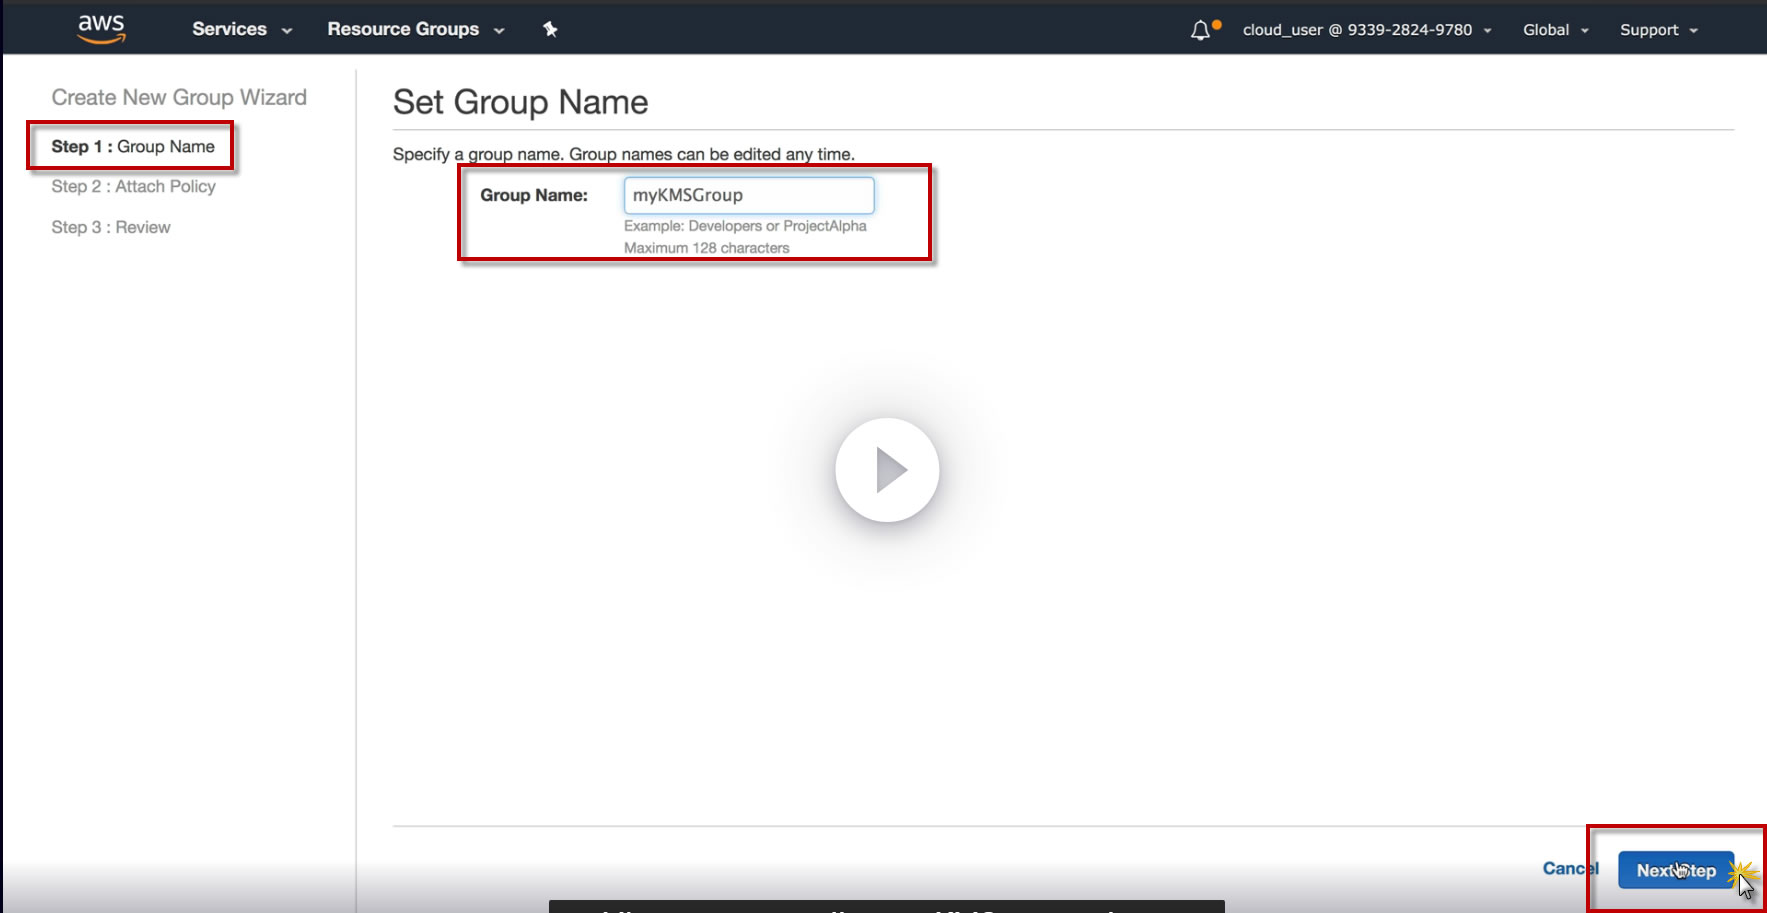 aws Services Resource Groups cloud_user @ 9339-2824-9780 Global Support
Create New Group Wizard
Step 1 : Group Name
Step 2 : Attach Policy
Step 3 : Review
Set Group Name
Specify a group name. Group names can be edited any time.
Group Name: myKMSGroup
Example: Developers or ProjectAlpha
Maximum 128 characters
Cancel Next Step